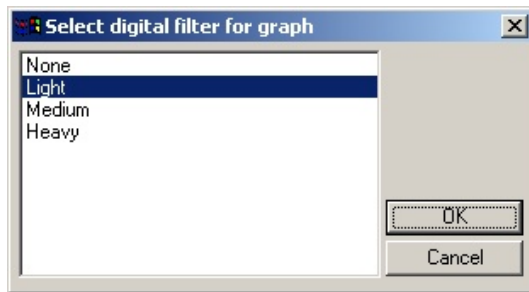 Select digital filter for graph
None
Light
Medium
Heavy
OK
Cancel